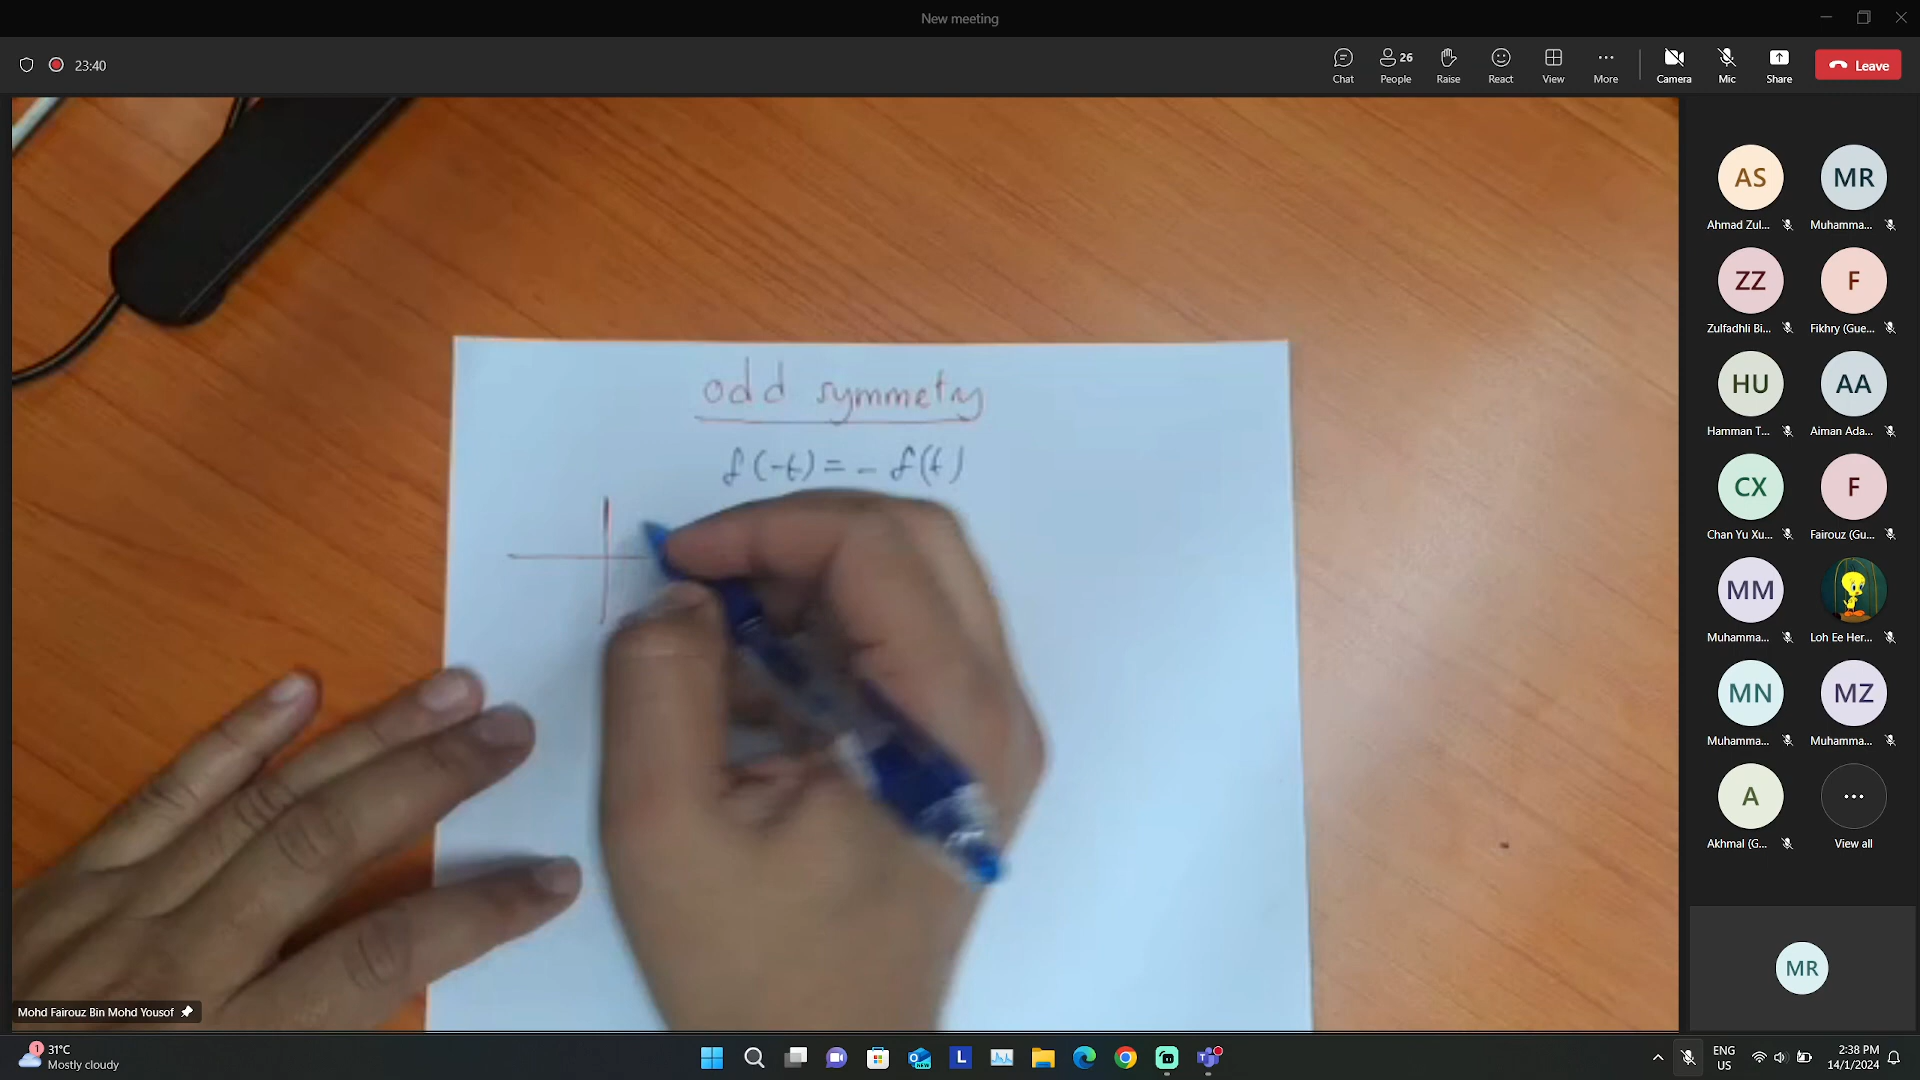 New meeting
23:40
Chat
26
People
Raise
React
View
More
Camera
Mic
Share
Leave
odd symmety
f(-t) = - f(t)
AS
MR
Ahmad Zul...
Muhamma...
ZZ
F
Zulfadhli Bi...
Fikhry (Gue...
HU
AA
Hamman T...
Aiman Ada...
CX
F
Chan Yu Xu...
Fairouz (Gu...
MM
Muhamma...
Loh Ee Her...
MN
MZ
Muhamma...
Muhamma...
A
Akhmal (G...
View all
MR
Mohd Fairouz Bin Mohd Yousof
1
31°C
Mostly cloudy
NEW
L
ENG
US
2:38 PM
14/1/2024